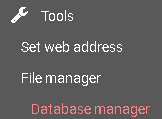 Tools
Set web address
File manager
Database manager